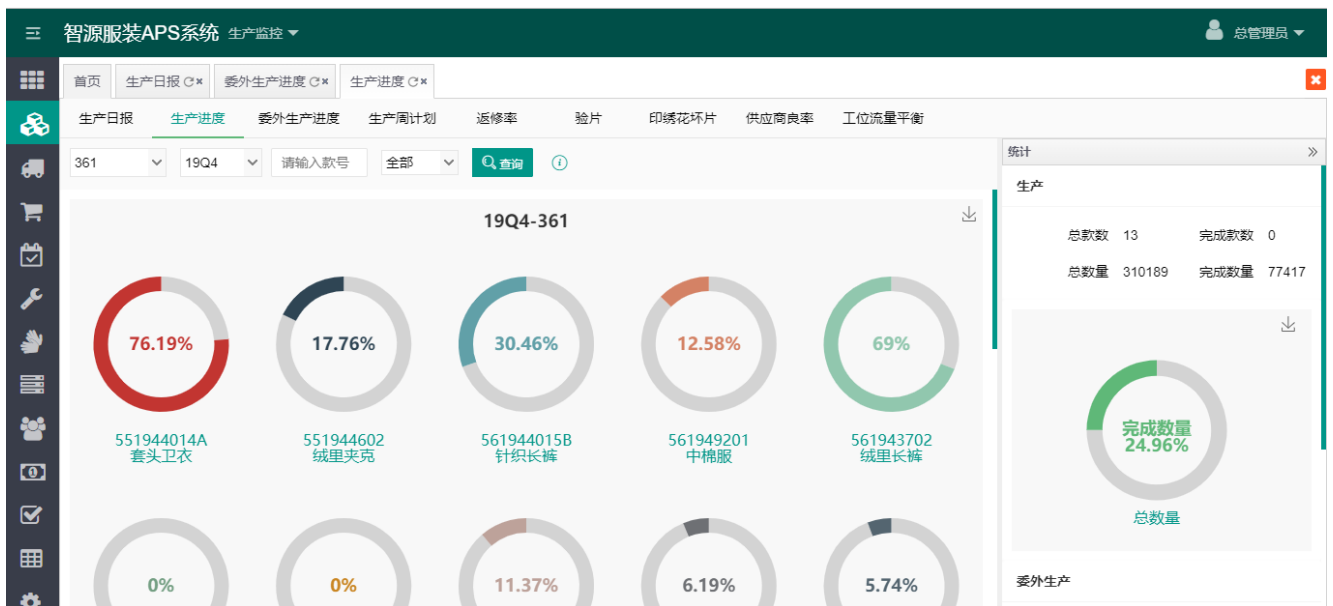 智源服装APS系统 生产监控
总管理员
首页 生产日报 委外生产进度 生产进度
生产日报 生产进度 委外生产进度 生产周计划 返修率 验片 印绣花坏片 供应商良率 工位流量平衡
361 19Q4 请输入款号 全部 查询
19Q4-361
76.19% 17.76% 30.46% 12.58% 69%
551944014A 551944602 561944015B 561949201 561943702
套头卫衣 绒里夹克 针织长裤 中棉服 绒里长裤
0% 0% 11.37% 6.19% 5.74%
统计
生产
总款数 13 完成款数 0
总数量 310189 完成数量 77417
完成数量
24.96%
总数量
委外生产